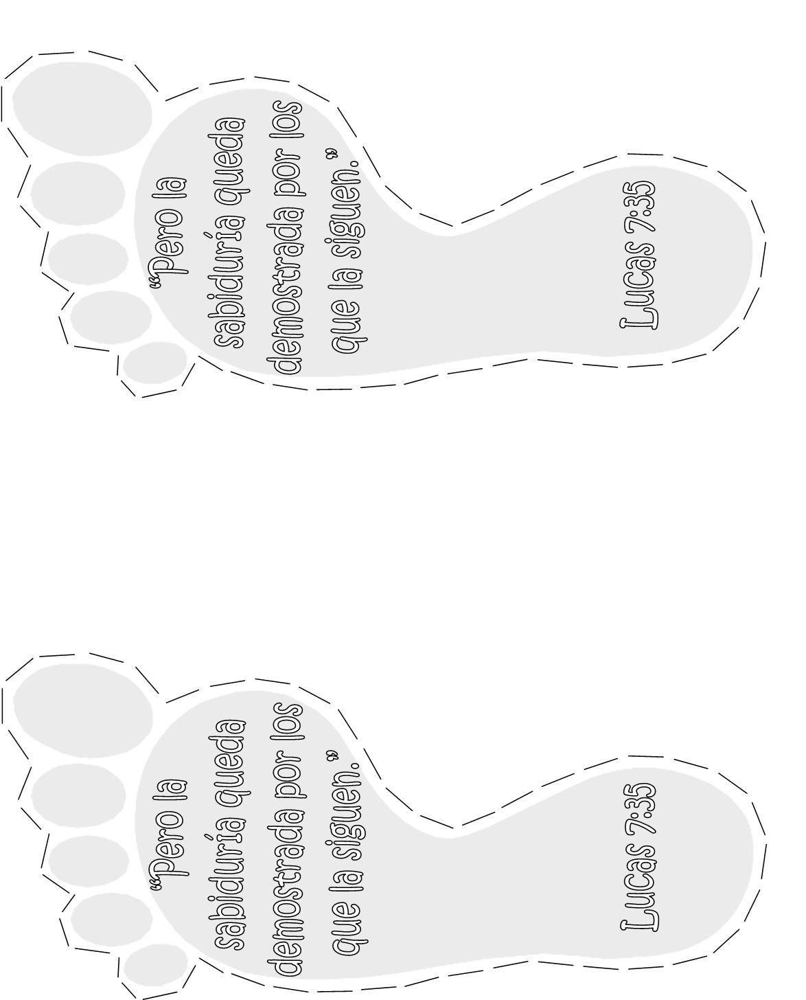 “Pero la
sabiduría queda
demostrada por los
que la siguen.”
Lucas 7:35
“Pero la
sabiduría queda
demostrada por los
que la siguen.”
Lucas 7:35